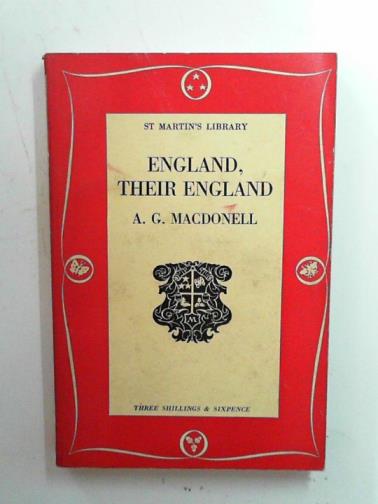 ST MARTIN'S LIBRARY
ENGLAND,
THEIR ENGLAND
A. G. MACDONELL
M
THREE SHILLINGS & SIXPENCE